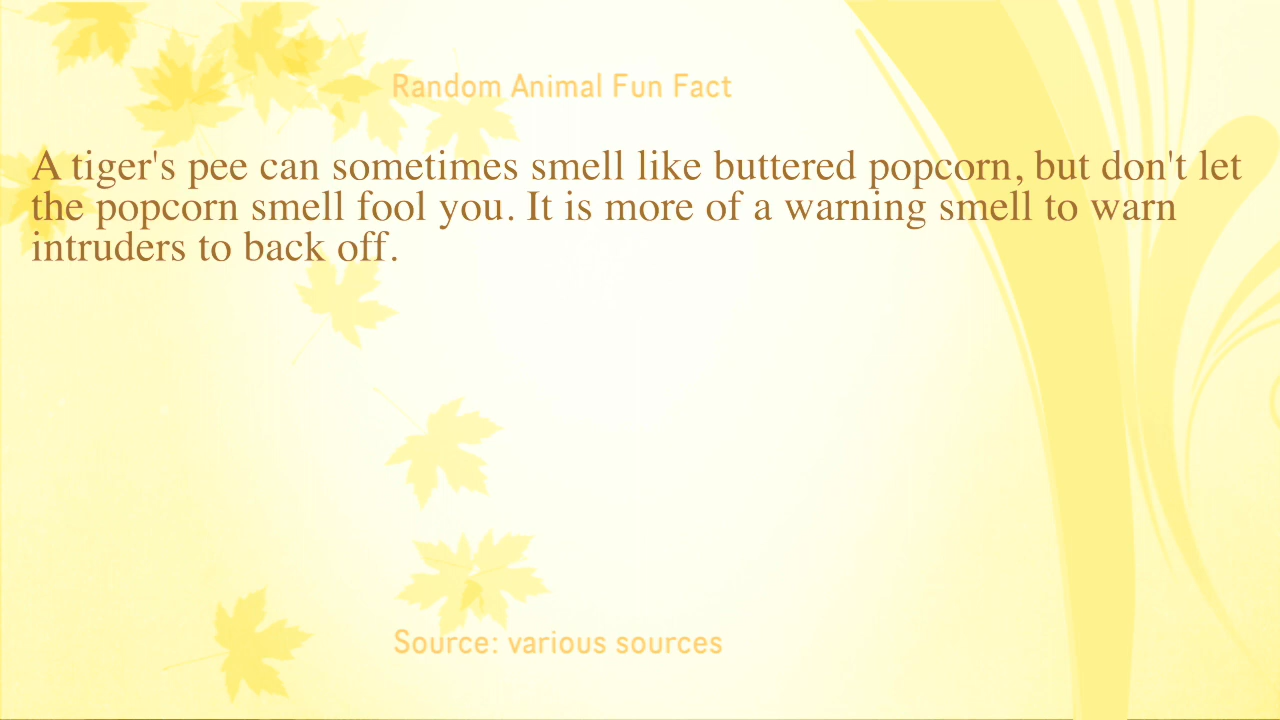 Random Animal Fun Fact
A tiger's pee can sometimes smell like buttered popcorn, but don't let
the popcorn smell fool you. It is more of a warning smell to warn
intruders to back off.
Source: various sources